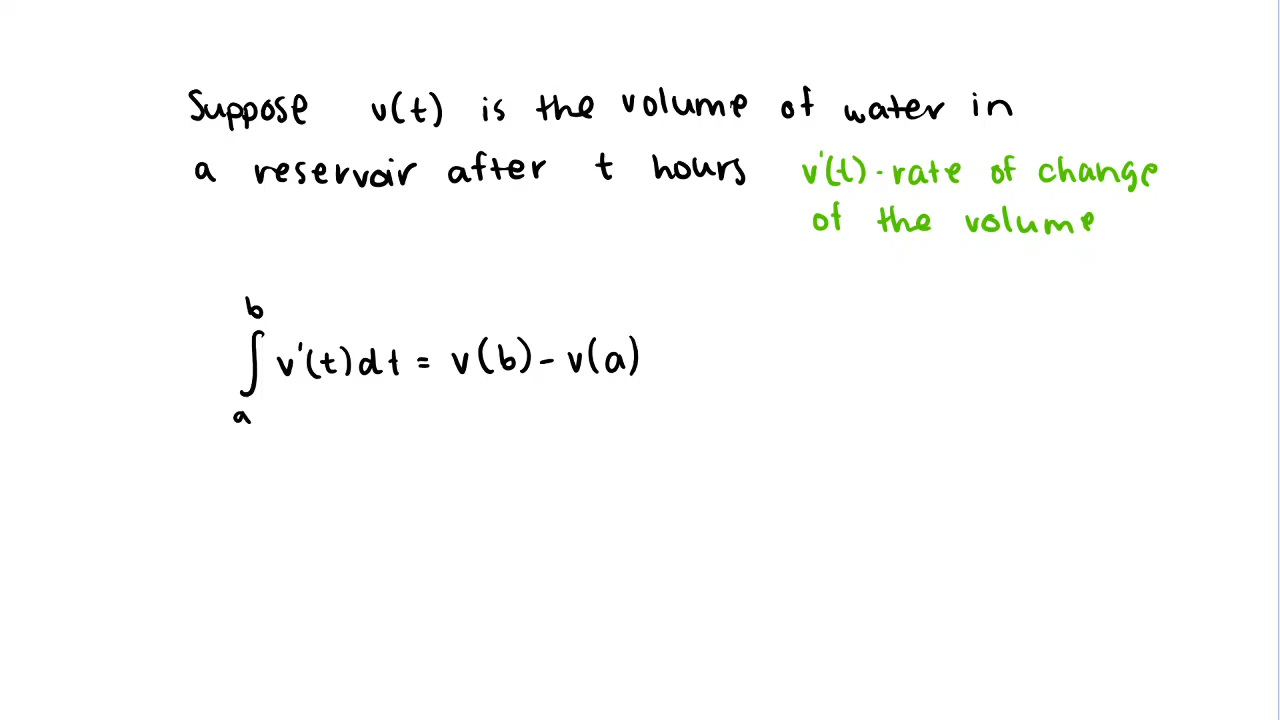 Suppose v(t) is the volume of water in
a reservoir after t hours v'(t) - rate of change
of the volume
b
∫ v'(t)dt = v(b) - v(a)
a